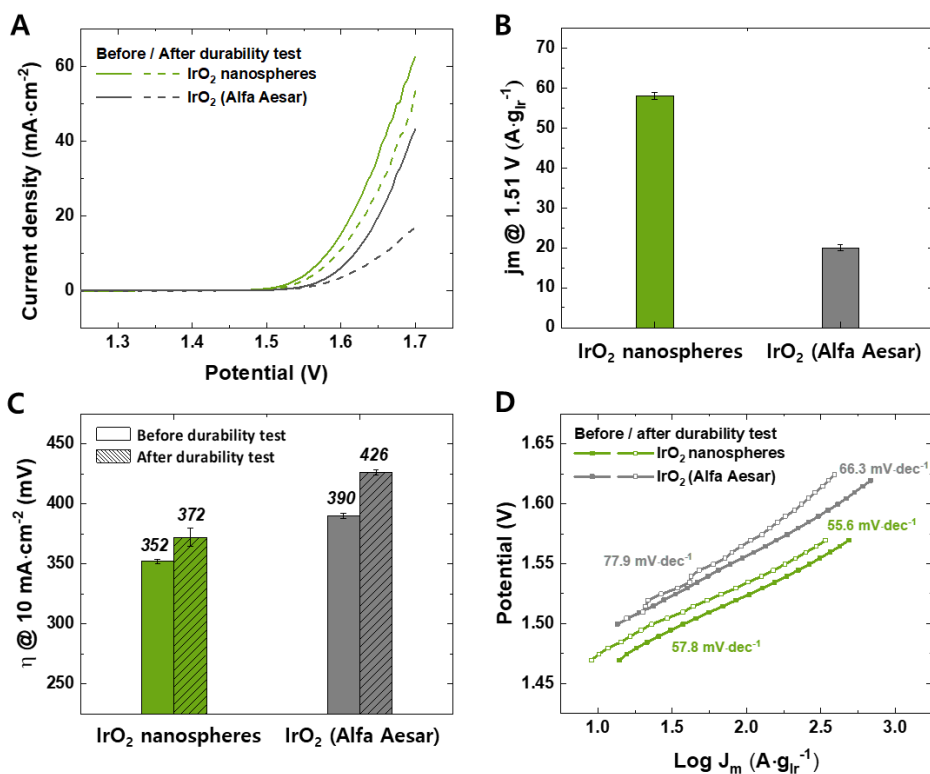 A
Before / After durability test
IrO₂ nanospheres
IrO₂ (Alfa Aesar)
Current density (mA·cm⁻²)
60
40
20
0
1.3
1.4
1.5
1.6
1.7
Potential (V)
B
jm @ 1.51 V (A·g_Ir⁻¹)
70
60
50
40
30
20
10
0
IrO₂ nanospheres
IrO₂ (Alfa Aesar)
C
Before durability test
After durability test
η @ 10 mA·cm⁻² (mV)
450
400
350
300
250
352
372
390
426
IrO₂ nanospheres
IrO₂ (Alfa Aesar)
D
Before / after durability test
IrO₂ nanospheres
IrO₂ (Alfa Aesar)
66.3 mV·dec⁻¹
55.6 mV·dec⁻¹
77.9 mV·dec⁻¹
57.8 mV·dec⁻¹
Potential (V)
1.65
1.60
1.55
1.50
1.45
1.0
1.5
2.0
2.5
3.0
Log J_m (A·g_Ir⁻¹)